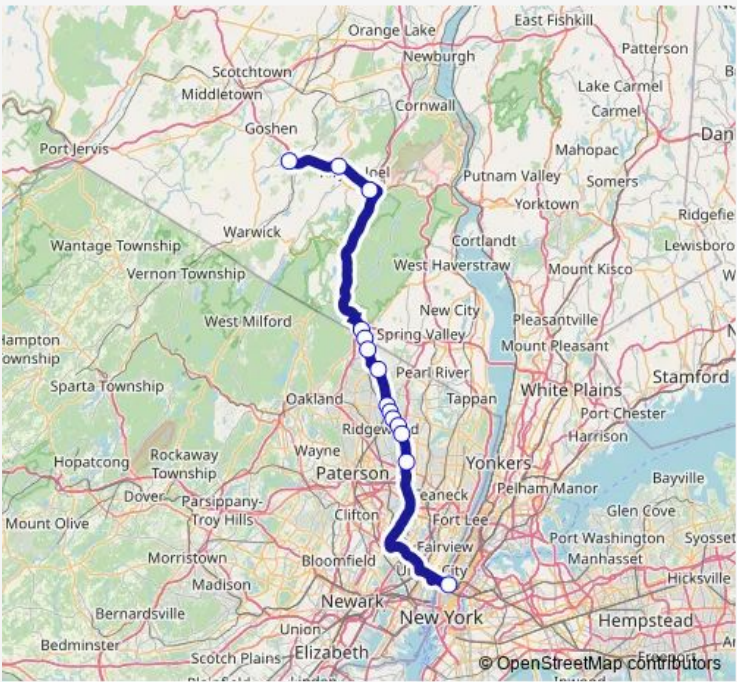 Orange Lake
East Fishkill
Newburgh
Patterson
Scotchtown
Middletown
Lake Carmel
Carmel
Cornwall
Goshen
Port Jervis
Mahopac
Putnam Valley
Somers
Yorktown
Warwick
Ridgefie
Wantage Township
Cortlandt
Lewisboro
Vernon Township
West Haverstraw
Mount Kisco
New City
West Milford
Pleasantville
Spring Valley
Mount Pleasant
Hampton
ownship
Pearl River
Stamford
Sparta Township
White Plains
Oakland
Tappan
Port Chester
Harrison
Wayne
Rockaway
Township
Hopatcong
Yonkers
Paterson
Bayville
Dover
Pelham Manor
Parsippany-
Troy Hills
Glen Cove
Clifton
Fort Lee
Mount Olive
Port Washington
Syosset
Fairview
Manhasset
Morristown
Bloomfield
Hicksville
Madison
Newark
New York
Bernardsville
Hempstead
Union
Bedminster
Elizabeth
Scotch Plains
© OpenStreetMap contributors